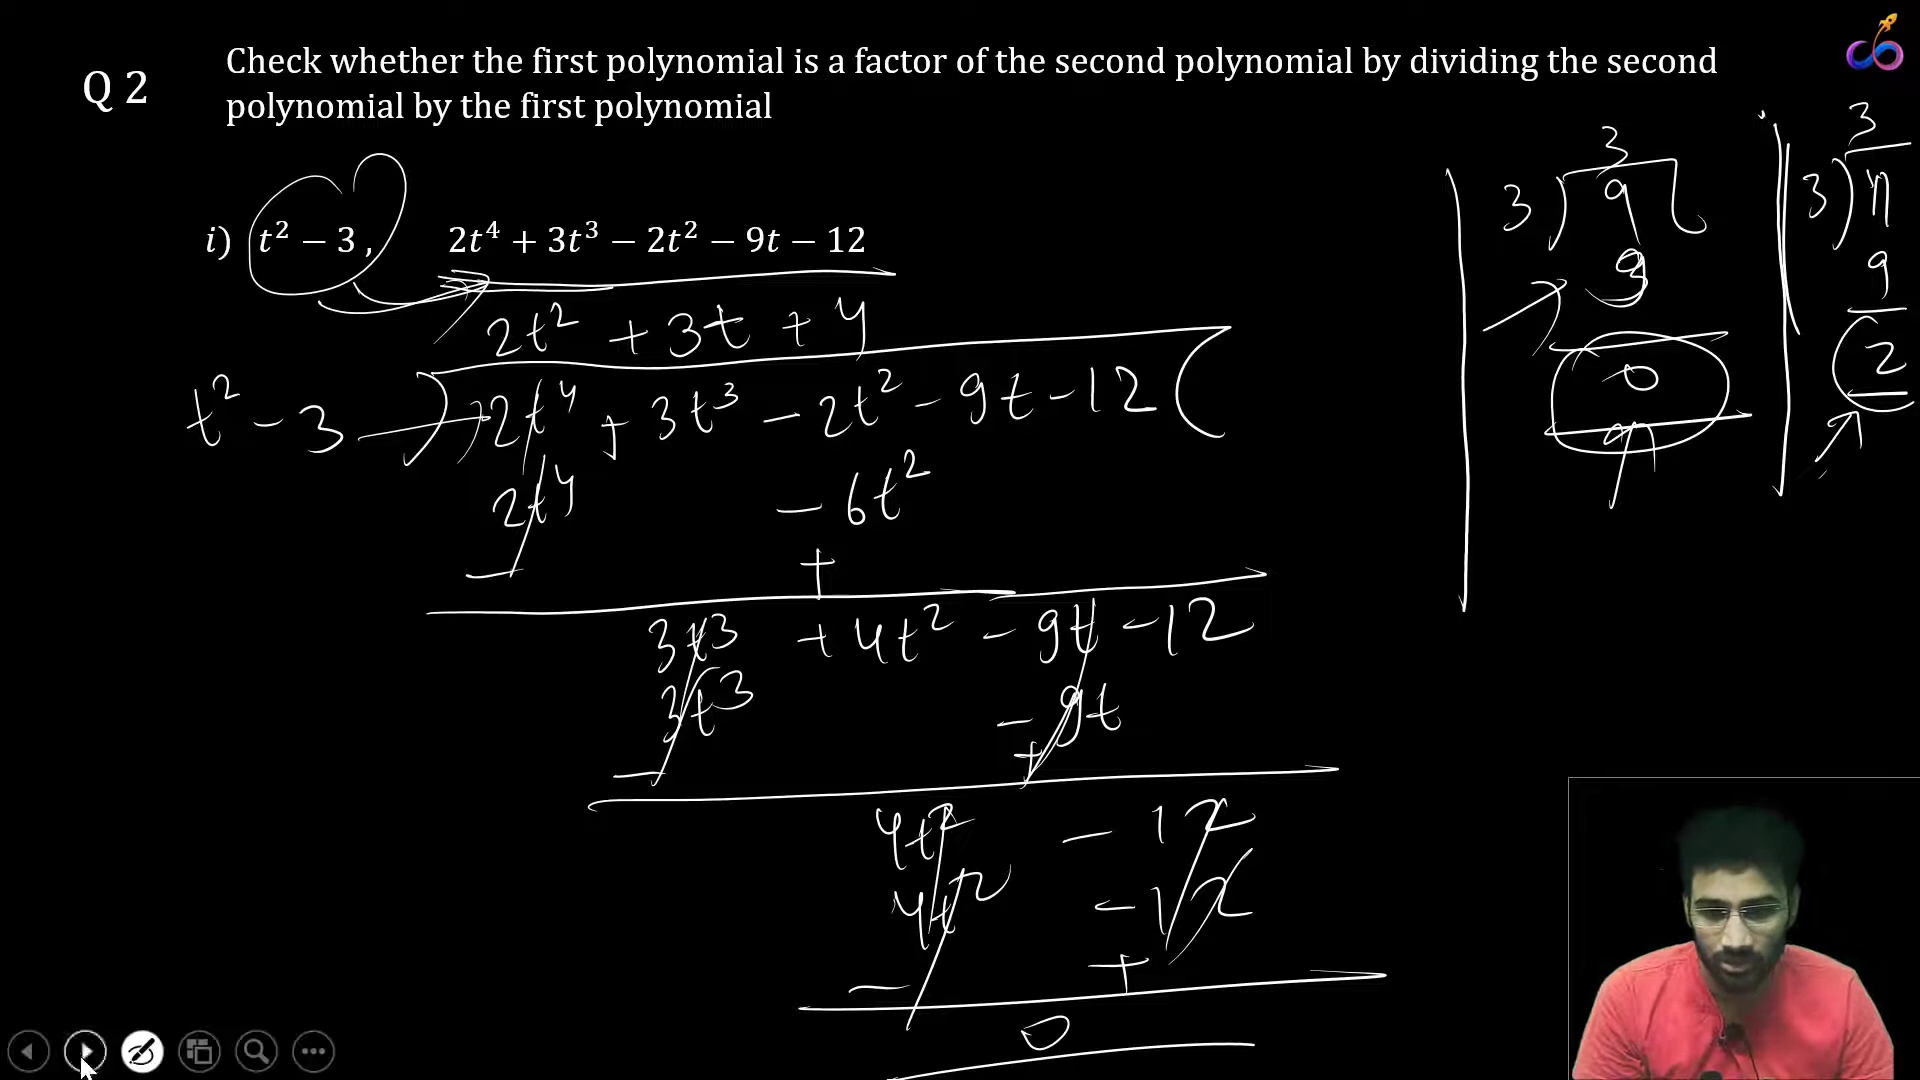 Q 2
Check whether the first polynomial is a factor of the second polynomial by dividing the second
polynomial by the first polynomial
i) t² − 3 , 2t⁴ + 3t³ − 2t² − 9t − 12
2t² + 3t + 4
t² − 3 ) 2t⁴ + 3t³ − 2t² − 9t − 12 (
2t⁴ − 6t²
− +
3t³ + 4t² − 9t − 12
3t³ − 9t
− +
4t² − 12
4t² − 12
− +
0
3
3 ) 9
9
0
3
3 ) 11
9
2